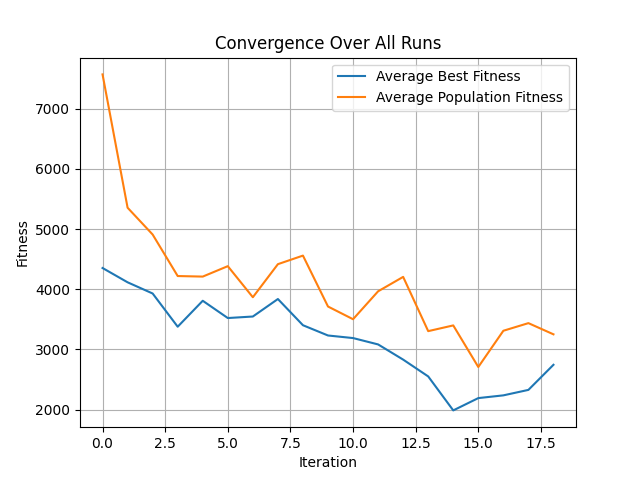 Convergence Over All Runs
Average Best Fitness
Average Population Fitness
Fitness
7000
6000
5000
4000
3000
2000
0.0 2.5 5.0 7.5 10.0 12.5 15.0 17.5
Iteration